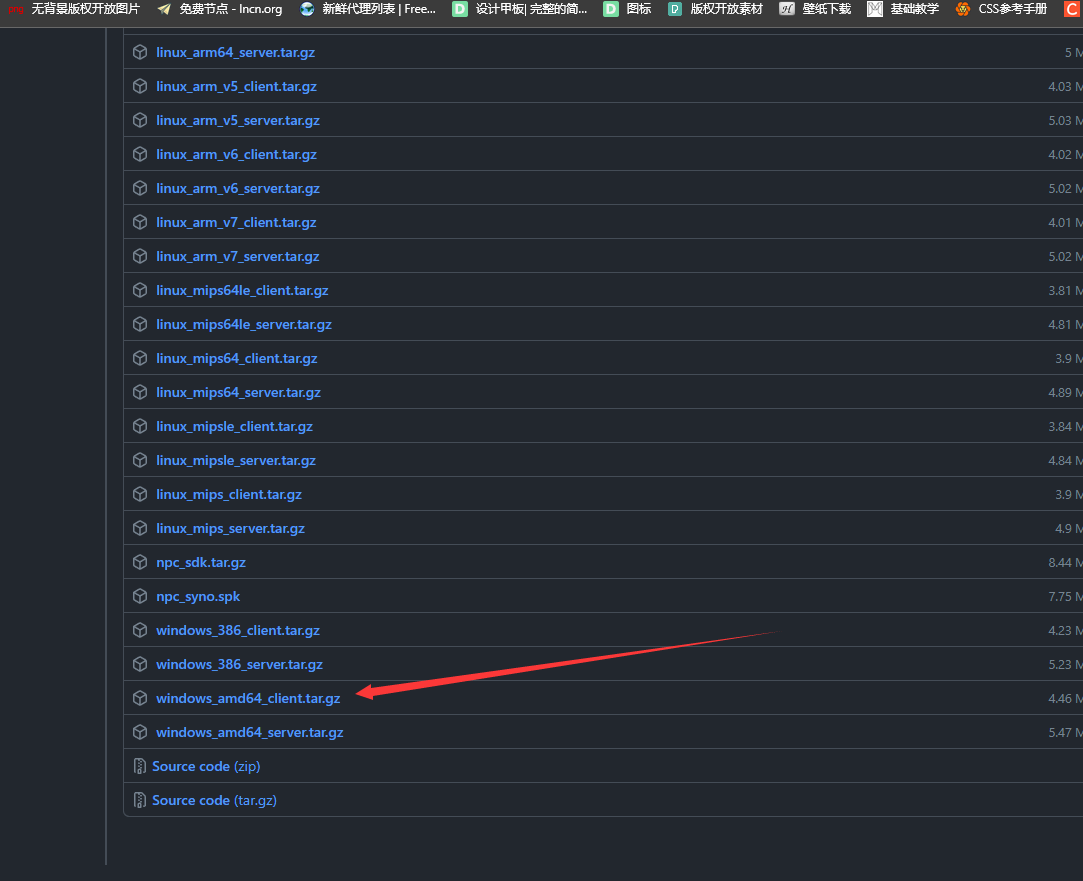 无背景版权开放图片 免费节点 - lncn.org 新鲜代理列表 | Free... D 设计甲板| 完整的简... D 图标 D 版权开放素材 H 壁纸下载 M 基础教学 CSS参考手册 C
linux_arm64_server.tar.gz 5 M
linux_arm_v5_client.tar.gz 4.03 M
linux_arm_v5_server.tar.gz 5.03 M
linux_arm_v6_client.tar.gz 4.02 M
linux_arm_v6_server.tar.gz 5.02 M
linux_arm_v7_client.tar.gz 4.01 M
linux_arm_v7_server.tar.gz 5.02 M
linux_mips64le_client.tar.gz 3.81 M
linux_mips64le_server.tar.gz 4.81 M
linux_mips64_client.tar.gz 3.9 M
linux_mips64_server.tar.gz 4.89 M
linux_mipsle_client.tar.gz 3.84 M
linux_mipsle_server.tar.gz 4.84 M
linux_mips_client.tar.gz 3.9 M
linux_mips_server.tar.gz 4.9 M
npc_sdk.tar.gz 8.44 M
npc_syno.spk 7.75 M
windows_386_client.tar.gz 4.23 M
windows_386_server.tar.gz 5.23 M
windows_amd64_client.tar.gz 4.46 M
windows_amd64_server.tar.gz 5.47 M
Source code (zip)
Source code (tar.gz)